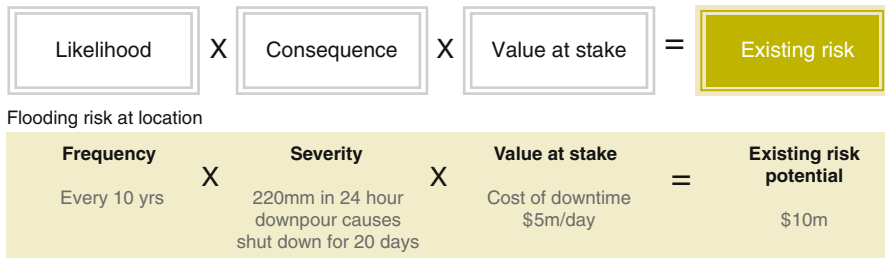 Likelihood X Consequence X Value at stake = Existing risk
Flooding risk at location
Frequency X Severity X Value at stake = Existing risk potential
Every 10 yrs
220mm in 24 hour
downpour causes
shut down for 20 days
Cost of downtime
$5m/day
$10m